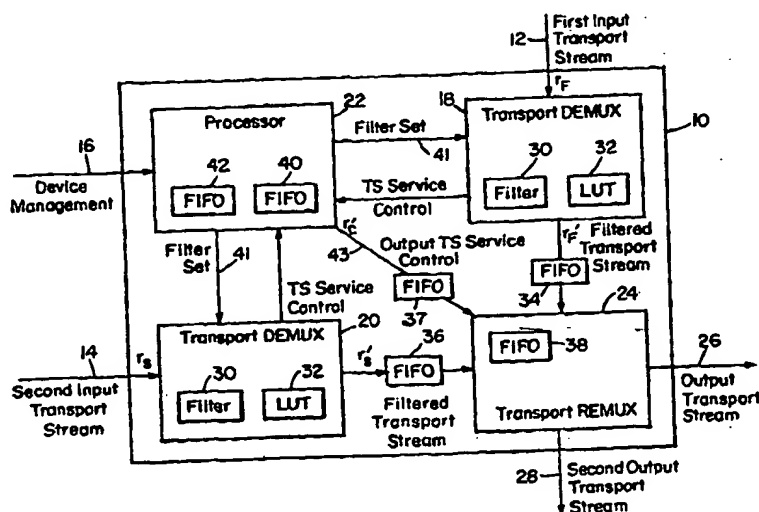 First Input
Transport
Stream
12
rF
22
Processor
42
40
FIFO
FIFO
16
Device
Management
Filter Set
41
TS Service
Control
18
Transport DEMUX
30
32
Filter
LUT
10
rF'
Filtered
Transport
Stream
FIFO
34
Filter
Set
41
TS Service
Control
rc'
43
Output TS Service
Control
FIFO
37
24
FIFO
38
Transport REMUX
14
rs
Second Input
Transport
Stream
Transport DEMUX
20
30
32
Filter
LUT
rs'
36
FIFO
Filtered
Transport
Stream
26
Output
Transport
Stream
28
Second Output
Transport
Stream